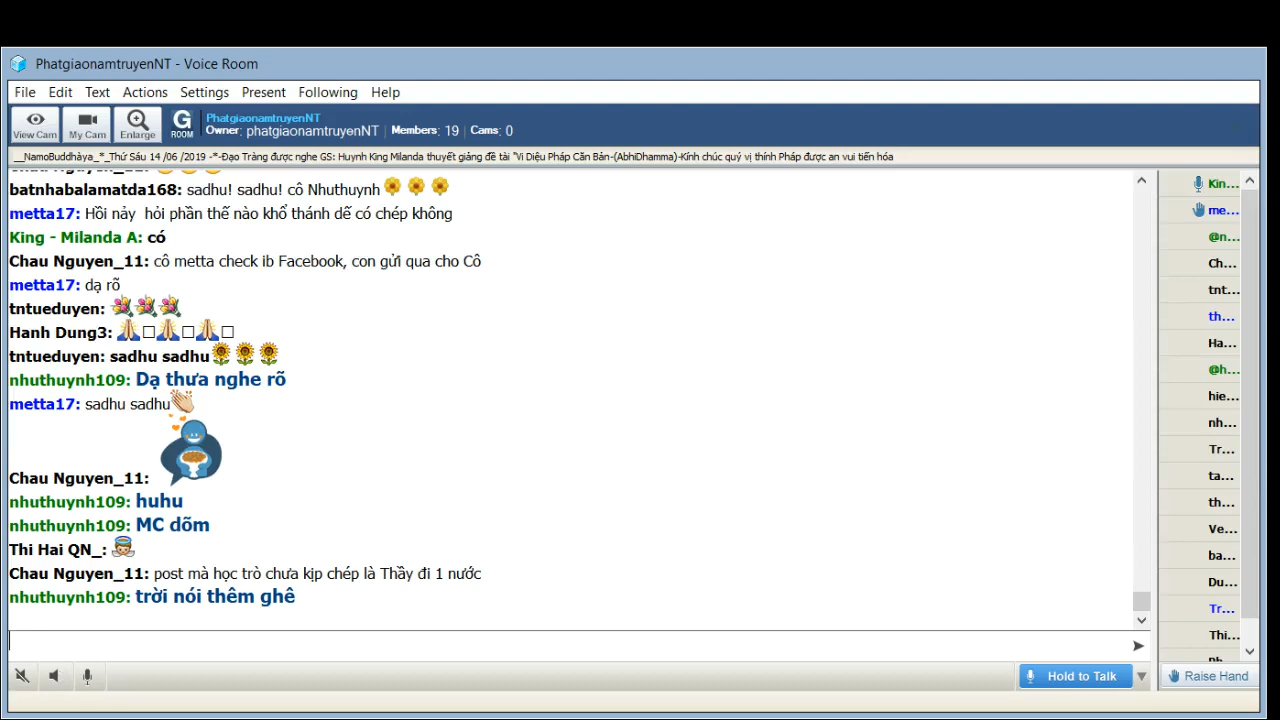 PhatgiaonamtruyenNT - Voice Room
File Edit Text Actions Settings Present Following Help
View Cam My Cam Enlarge G ROOM
PhatgiaonamtruyenNT
Owner: phatgiaonamtruyenNT | Members: 19 | Cams: 0
__NamoBuddhàya_*_Thứ Sáu 14 /06 /2019 -*-Đạo Tràng được nghe GS: Huynh King Milanda thuyết giảng đề tài "Vi Diệu Pháp Căn Bản-(AbhiDhamma)-Kính chúc quý vị thính Pháp được an vui tiến hóa
batnhabalamatda168: sadhu! sadhu! cô Nhuthuynh
metta17: Hồi nảy hỏi phần thế nào khổ thánh dế có chép không
King - Milanda A: có
Chau Nguyen_11: cô metta check ib Facebook, con gửi qua cho Cô
metta17: dạ rõ
tntueduyen:
Hanh Dung3:
tntueduyen: sadhu sadhu
nhuthuynh109: Dạ thưa nghe rõ
metta17: sadhu sadhu
Chau Nguyen_11:
nhuthuynh109: huhu
nhuthuynh109: MC dõm
Thi Hai QN_:
Chau Nguyen_11: post mà học trò chưa kịp chép là Thầy đi 1 nước
nhuthuynh109: trời nói thêm ghê
Kin...
me...
@n...
Ch...
tnt...
th...
Ha...
@h...
hie...
nh...
Tr...
ta...
th...
Ve...
ba...
Du...
Tr...
Thi...
Hold to Talk
Raise Hand